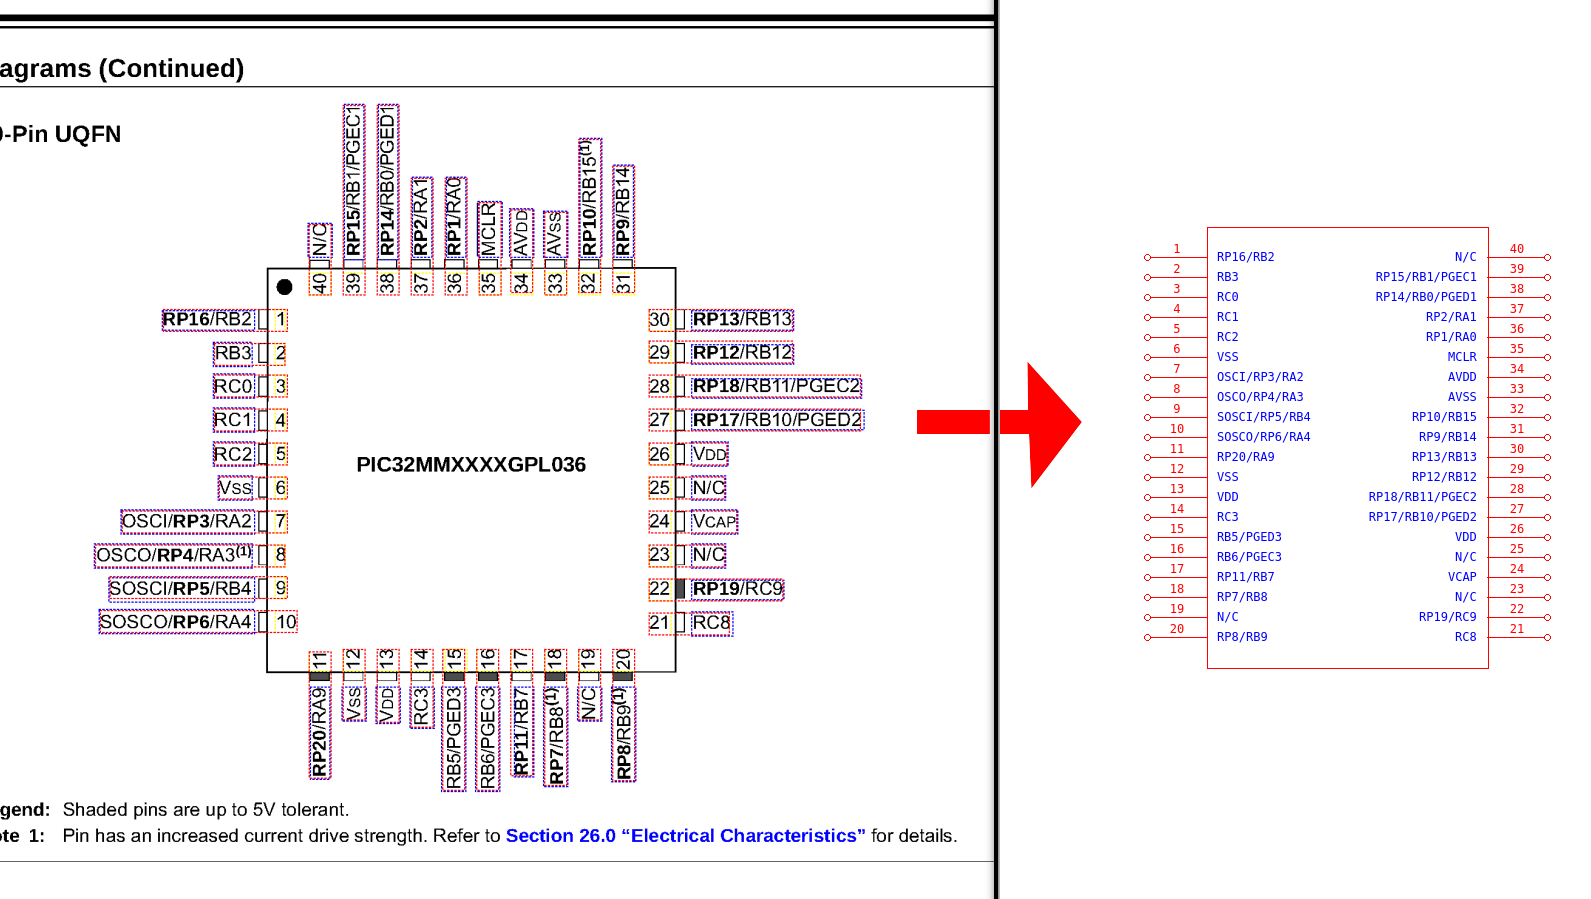 agrams (Continued)
-Pin UQFN
N/C
RP15/RB1/PGEC1
RP14/RB0/PGED1
RP2/RA1
RP1/RA0
MCLR
AVDD
AVSS
RP10/RB15(1)
RP9/RB14
40
39
38
37
36
35
34
33
32
31
RP16/RB2 1
RB3 2
RC0 3
RC1 4
RC2 5
VSS 6
OSCI/RP3/RA2 7
OSCO/RP4/RA3(1) 8
SOSCI/RP5/RB4 9
SOSCO/RP6/RA4 10
PIC32MMXXXXGPL036
30 RP13/RB13
29 RP12/RB12
28 RP18/RB11/PGEC2
27 RP17/RB10/PGED2
26 VDD
25 N/C
24 VCAP
23 N/C
22 RP19/RC9
21 RC8
11
12
13
14
15
16
17
18
19
20
RP20/RA9
VSS
VDD
RC3
RB5/PGED3
RB6/PGEC3
RP11/RB7
RP7/RB8(1)
N/C
RP8/RB9(1)
gend: Shaded pins are up to 5V tolerant.
ote 1: Pin has an increased current drive strength. Refer to Section 26.0 “Electrical Characteristics” for details.
1 RP16/RB2 N/C 40
2 RB3 RP15/RB1/PGEC1 39
3 RC0 RP14/RB0/PGED1 38
4 RC1 RP2/RA1 37
5 RC2 RP1/RA0 36
6 VSS MCLR 35
7 OSCI/RP3/RA2 AVDD 34
8 OSCO/RP4/RA3 AVSS 33
9 SOSCI/RP5/RB4 RP10/RB15 32
10 SOSCO/RP6/RA4 RP9/RB14 31
11 RP20/RA9 RP13/RB13 30
12 VSS RP12/RB12 29
13 VDD RP18/RB11/PGEC2 28
14 RC3 RP17/RB10/PGED2 27
15 RB5/PGED3 VDD 26
16 RB6/PGEC3 N/C 25
17 RP11/RB7 VCAP 24
18 RP7/RB8 N/C 23
19 N/C RP19/RC9 22
20 RP8/RB9 RC8 21